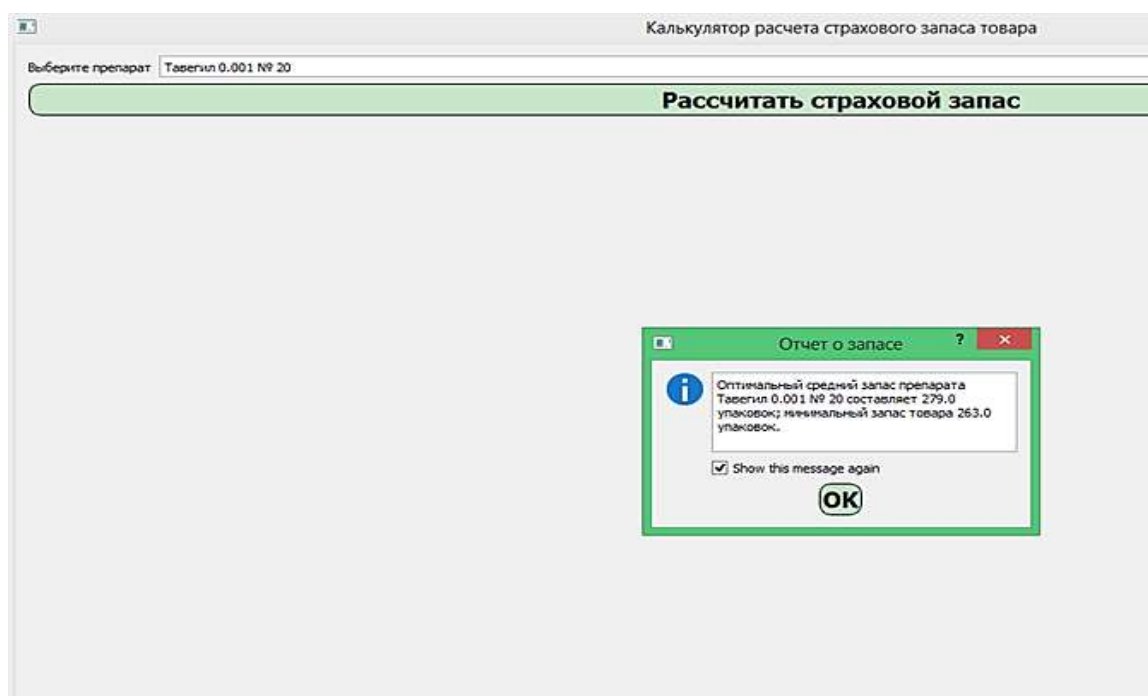 Калькулятор расчета страхового запаса товара
Выберите препарат Тавегил 0.001 № 20
Рассчитать страховой запас
Отчет о запасе ?
Оптимальный средний запас препарата
Тавегил 0.001 № 20 составляет 279.0
упаковок; минимальный запас товара 263.0
упаковок.
Show this message again
OK